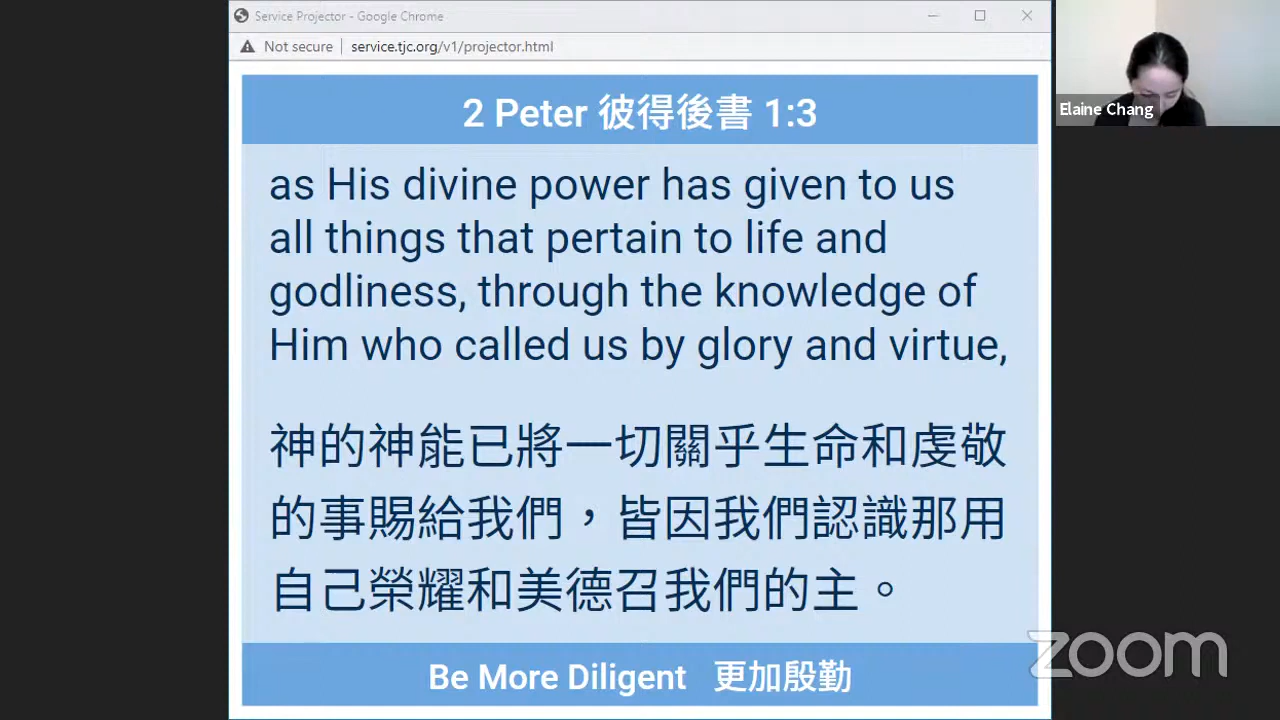 Service Projector - Google Chrome
Not secure service.tjc.org/v1/projector.html
Elaine Chang
2 Peter 彼得後書 1:3
as His divine power has given to us
all things that pertain to life and
godliness, through the knowledge of
Him who called us by glory and virtue,
神的神能已將一切關乎生命和虔敬
的事賜給我們，皆因我們認識那用
自己榮耀和美德召我們的主。
Be More Diligent 更加殷勤
zoom